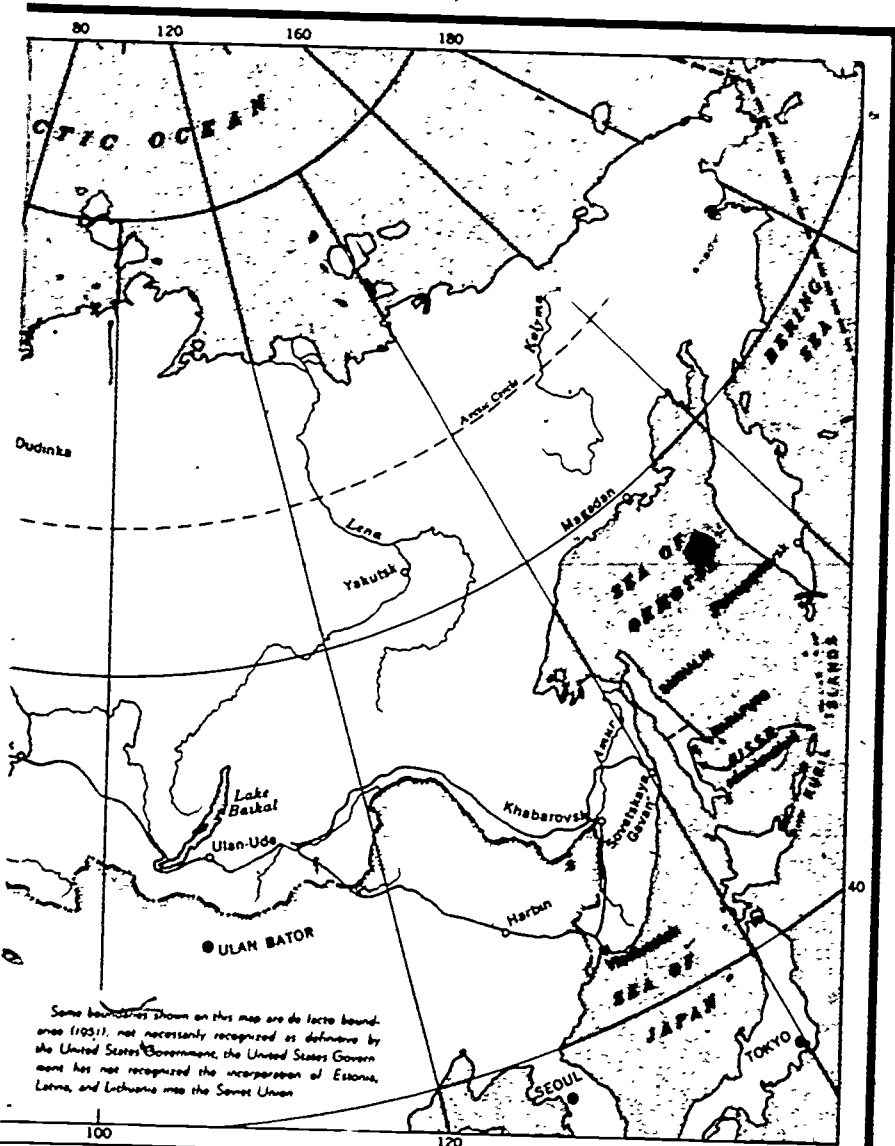 80 120 160 180
CTIC OCEAN
BERING
SEA
Kolyma
Arctic Circle
Dudinka
Magadan
Lena
Yakutsk
SEA OF
OKHOTSK
SAKHALIN
ISLANDS
KURIL
Amur
Lake
Baikal
Khabarovsk
Sovetskaya
Gavan'
Ulan-Ude
Harbin
40
ULAN BATOR
Vladivostok
SEA OF
JAPAN
TOKYO
SEOUL
Some boundaries shown on this map are de facto bound-
aries (1951), not necessarily recognized as definitive by
the United States Government, the United States Govern
ment has not recognized the incorporation of Estonia,
Latvia, and Lithuania into the Soviet Union
100 120